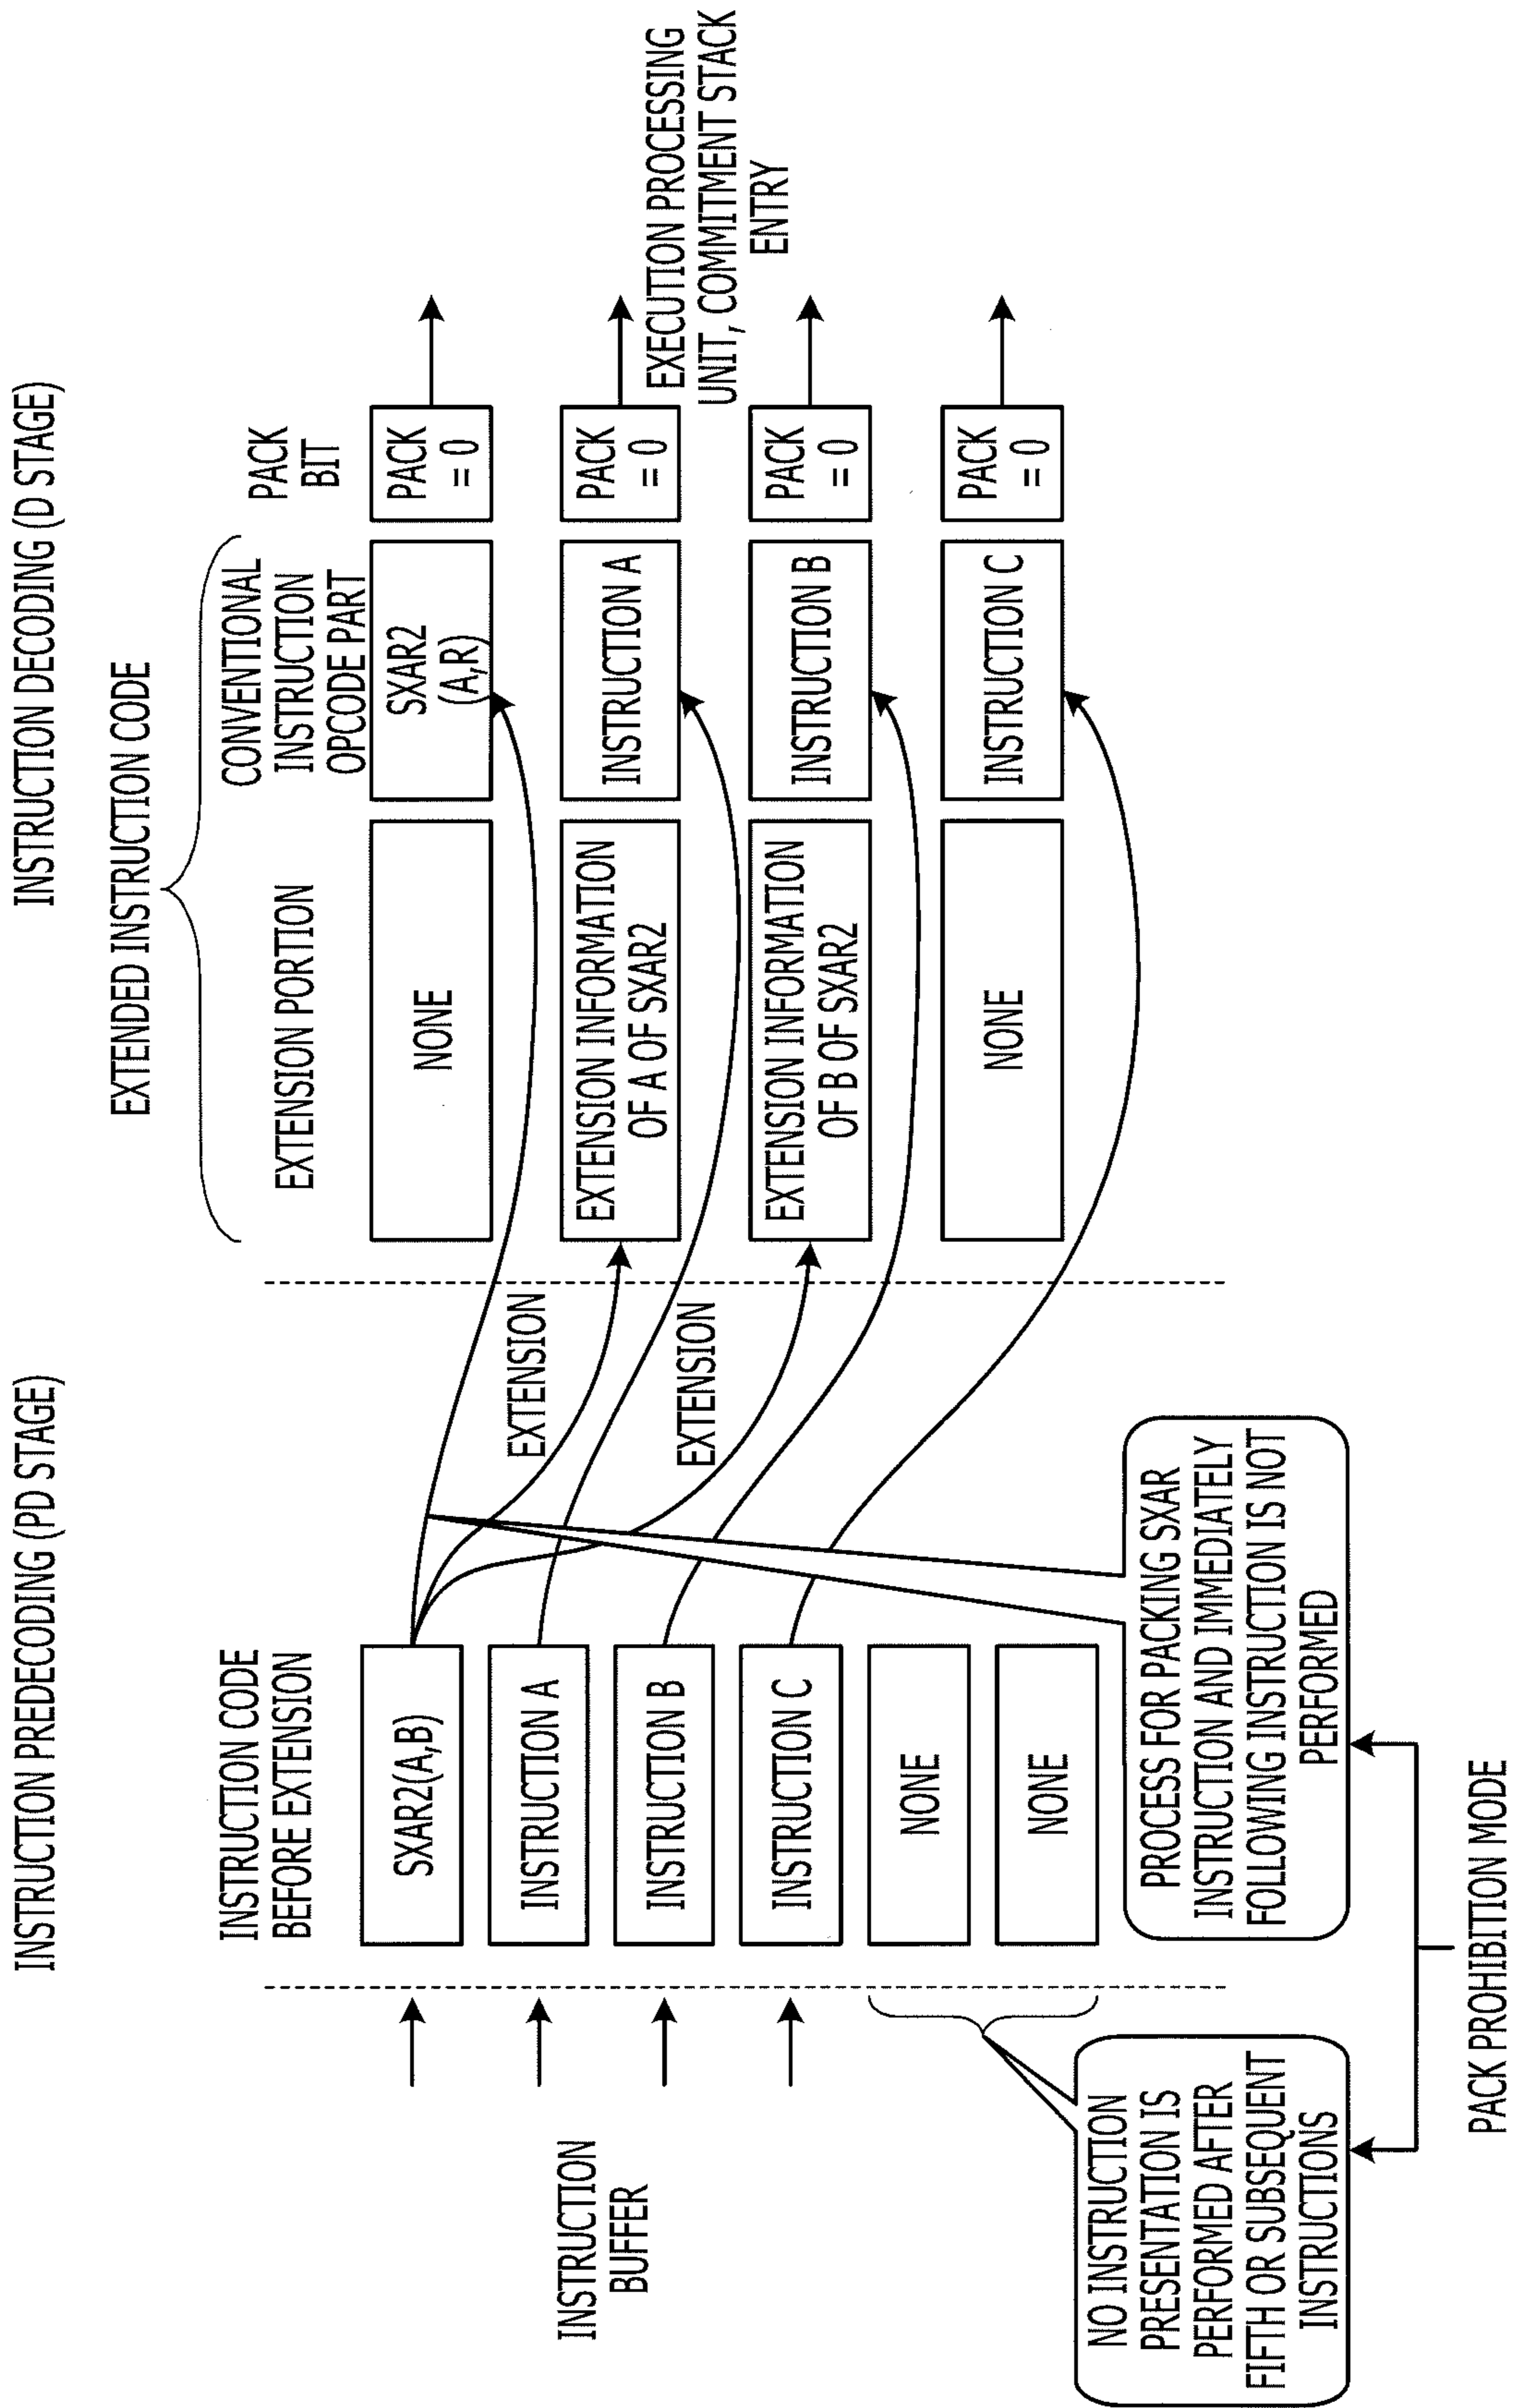 INSTRUCTION PREDECODING (PD STAGE)
INSTRUCTION DECODING (D STAGE)
EXTENDED INSTRUCTION CODE
INSTRUCTION CODE
BEFORE EXTENSION
EXTENSION PORTION
CONVENTIONAL
INSTRUCTION
OPCODE PART
PACK
BIT
INSTRUCTION
BUFFER
SXAR2(A,B)
INSTRUCTION A
INSTRUCTION B
INSTRUCTION C
NONE
NONE
EXTENSION
EXTENSION
NONE
SXAR2
(A,R)
PACK
= 0
EXTENSION INFORMATION
OF A OF SXAR2
INSTRUCTION A
PACK
= 0
EXTENSION INFORMATION
OF B OF SXAR2
INSTRUCTION B
PACK
= 0
NONE
INSTRUCTION C
PACK
= 0
EXECUTION PROCESSING
UNIT, COMMITMENT STACK
ENTRY
NO INSTRUCTION
PRESENTATION IS
PERFORMED AFTER
FIFTH OR SUBSEQUENT
INSTRUCTIONS
PROCESS FOR PACKING SXAR
INSTRUCTION AND IMMEDIATELY
FOLLOWING INSTRUCTION IS NOT
PERFORMED
PACK PROHIBITION MODE